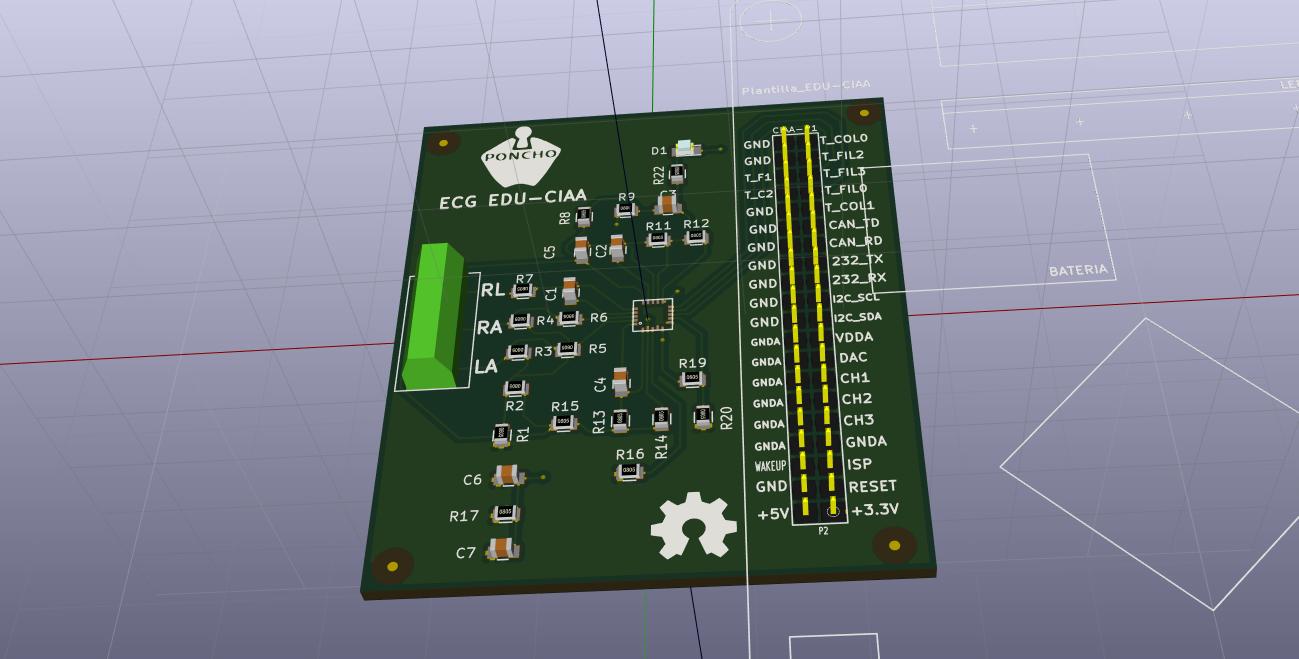 Plantilla_EDU-CIAA
LE
BATERIA
PONCHO
ECG EDU-CIAA
D1
R22
C3
R9
R8
R11
R12
C5
C2
RL
R7
C1
RA
R4
R6
LA
R3
R5
R2
C4
R19
R1
R15
R13
R14
R20
R16
C6
R17
C7
GND
T_COL0
GND
T_FIL2
T_F1
T_FIL3
T_C2
T_FIL0
GND
T_COL1
GND
CAN_TD
GND
CAN_RD
GND
232_TX
GND
232_RX
GND
I2C_SCL
GND
I2C_SDA
GNDA
VDDA
GNDA
DAC
GNDA
CH1
GNDA
CH2
GNDA
CH3
GNDA
GNDA
WAKEUP
ISP
GND
RESET
+5V
+3.3V
P2